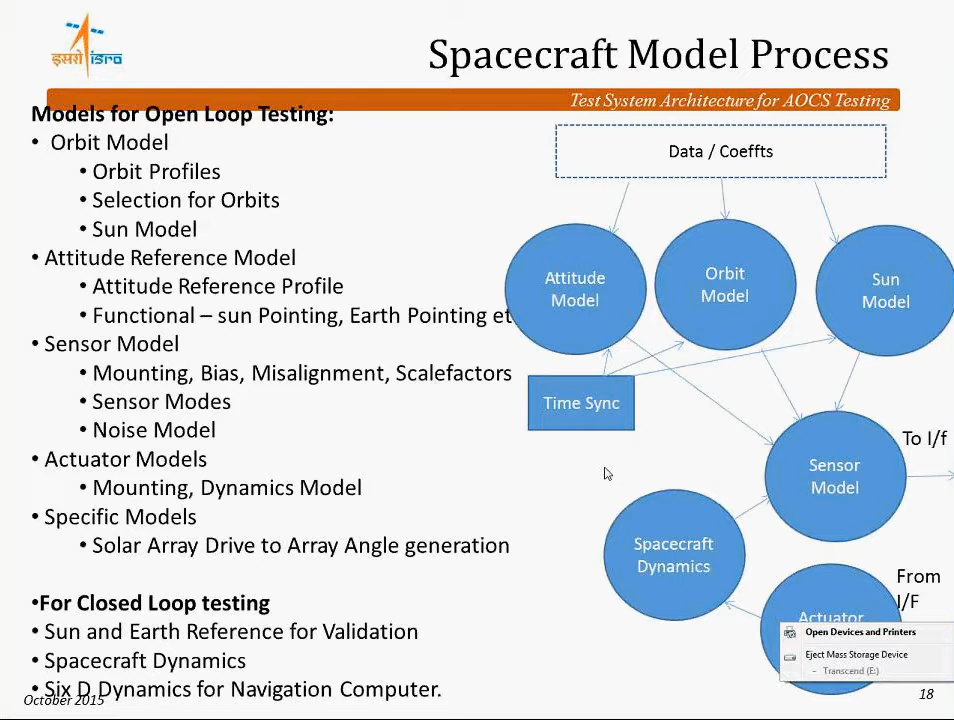 इसरो isro
Spacecraft Model Process
Test System Architecture for AOCS Testing
Models for Open Loop Testing:
• Orbit Model
• Orbit Profiles
• Selection for Orbits
• Sun Model
• Attitude Reference Model
• Attitude Reference Profile
• Functional – sun Pointing, Earth Pointing et
• Sensor Model
• Mounting, Bias, Misalignment, Scalefactors
• Sensor Modes
• Noise Model
• Actuator Models
• Mounting, Dynamics Model
• Specific Models
• Solar Array Drive to Array Angle generation
•For Closed Loop testing
• Sun and Earth Reference for Validation
• Spacecraft Dynamics
• Six D Dynamics for Navigation Computer.
Data / Coeffts
Attitude
Model
Orbit
Model
Sun
Model
Time Sync
Sensor
Model
To I/f
Spacecraft
Dynamics
From
I/F
Actuator
Open Devices and Printers
Eject Mass Storage Device
- Transcend (E:)
October 2015
18